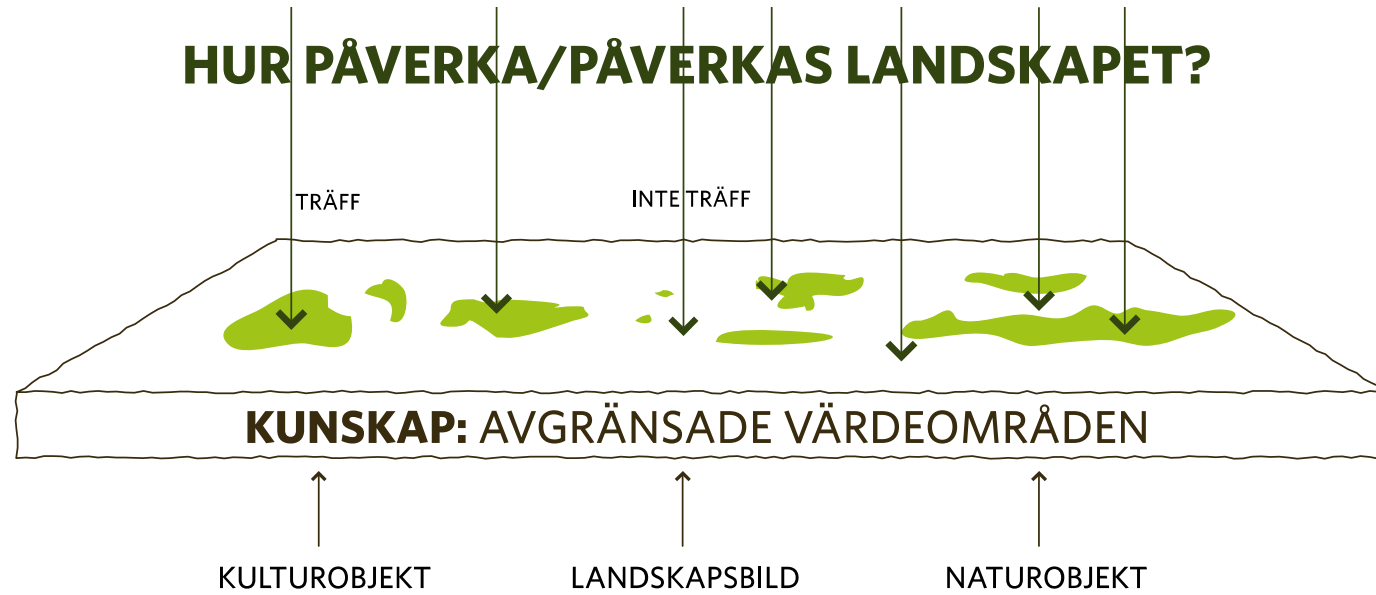 HUR PÅVERKA/PÅVERKAS LANDSKAPET?
TRÄFF
INTE TRÄFF
KUNSKAP: AVGRÄNSADE VÄRDEOMRÅDEN
KULTUROBJEKT
LANDSKAPSBILD
NATUROBJEKT